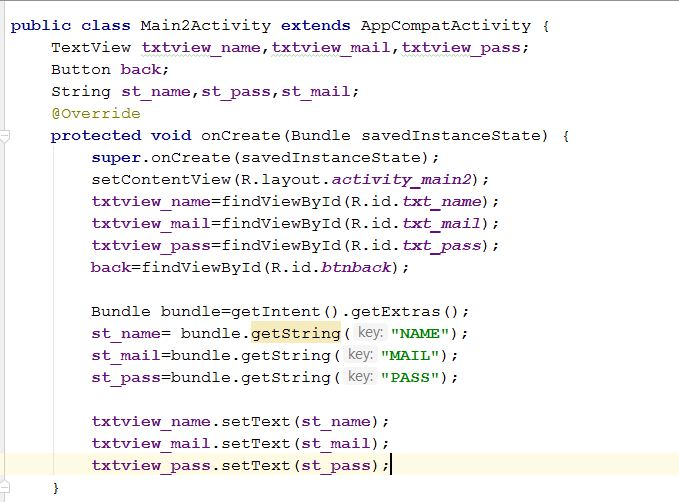 public class Main2Activity extends AppCompatActivity {
    TextView txtview_name,txtview_mail,txtview_pass;
    Button back;
    String st_name,st_pass,st_mail;
    @Override
    protected void onCreate(Bundle savedInstanceState) {
        super.onCreate(savedInstanceState);
        setContentView(R.layout.activity_main2);
        txtview_name=findViewById(R.id.txt_name);
        txtview_mail=findViewById(R.id.txt_mail);
        txtview_pass=findViewById(R.id.txt_pass);
        back=findViewById(R.id.btnback);

        Bundle bundle=getIntent().getExtras();
        st_name= bundle.getString( key: "NAME");
        st_mail=bundle.getString( key: "MAIL");
        st_pass=bundle.getString( key: "PASS");

        txtview_name.setText(st_name);
        txtview_mail.setText(st_mail);
        txtview_pass.setText(st_pass);
    }